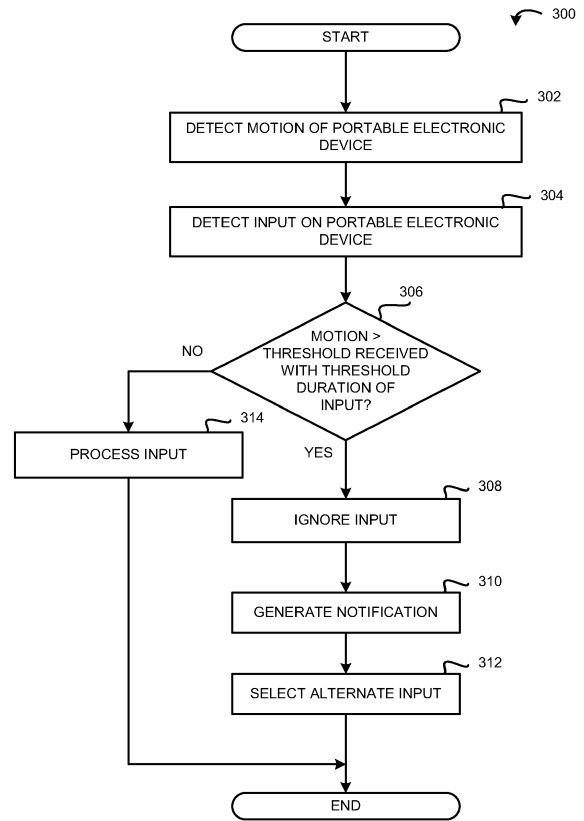 300
START
302
DETECT MOTION OF PORTABLE ELECTRONIC
DEVICE
304
DETECT INPUT ON PORTABLE ELECTRONIC
DEVICE
306
MOTION >
THRESHOLD RECEIVED
WITH THRESHOLD
DURATION OF
INPUT?
NO
314
PROCESS INPUT
YES
308
IGNORE INPUT
310
GENERATE NOTIFICATION
312
SELECT ALTERNATE INPUT
END